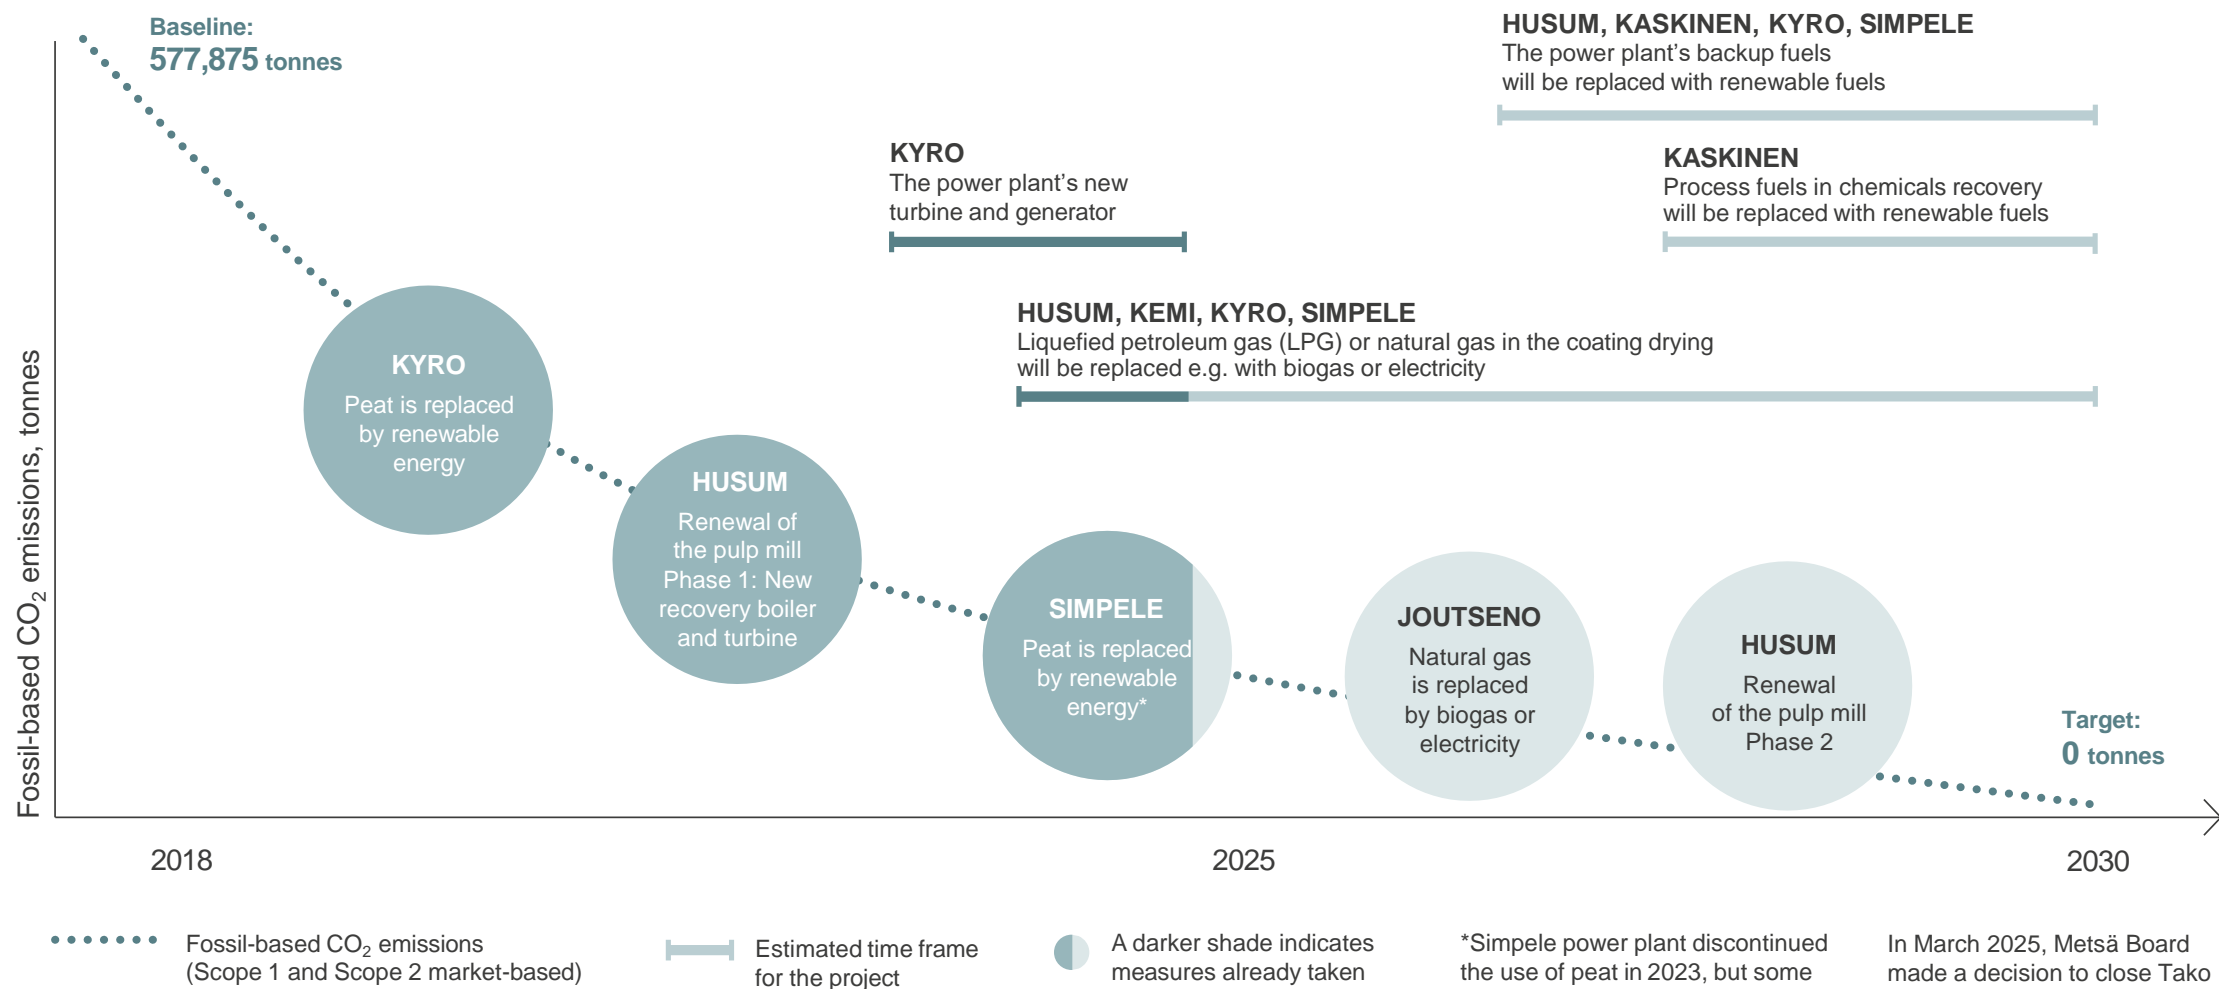 Baseline:
577,875 tonnes
HUSUM, KASKINEN, KYRO, SIMPELE
The power plant's backup fuels
will be replaced with renewable fuels
KYRO
The power plant's new
turbine and generator
KASKINEN
Process fuels in chemicals recovery
will be replaced with renewable fuels
HUSUM, KEMI, KYRO, SIMPELE
Liquefied petroleum gas (LPG) or natural gas in the coating drying
will be replaced e.g. with biogas or electricity
Fossil-based CO₂ emissions, tonnes
KYRO
Peat is replaced
by renewable
energy
HUSUM
Renewal of
the pulp mill
Phase 1: New
recovery boiler
and turbine
SIMPELE
Peat is replaced
by renewable
energy*
JOUTSENO
Natural gas
is replaced
by biogas or
electricity
HUSUM
Renewal
of the pulp mill
Phase 2
Target:
0 tonnes
2018
2025
2030
Fossil-based CO₂ emissions
(Scope 1 and Scope 2 market-based)
Estimated time frame
for the project
A darker shade indicates
measures already taken
*Simpele power plant discontinued
the use of peat in 2023, but some
In March 2025, Metsä Board
made a decision to close Tako